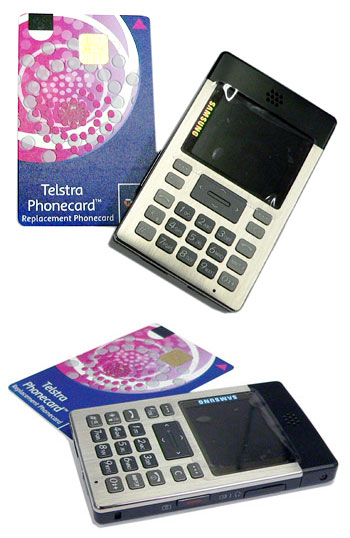 Telstra
Phonecard™
Replacement Phonecard
SAMSUNG
Telstra
Phonecard™
Replacement Phonecard
SAMSUNG